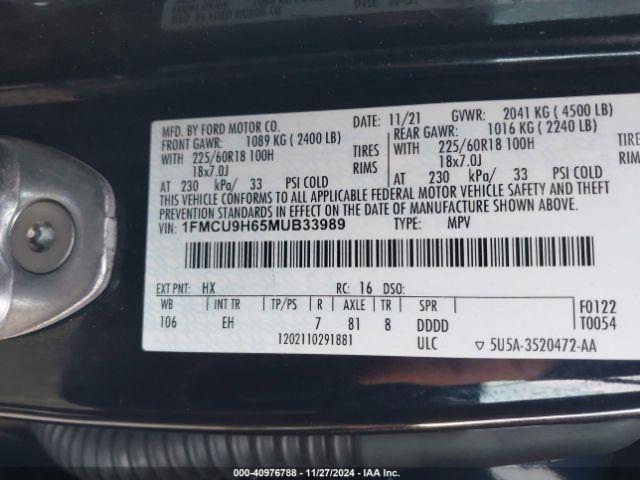 MFD. BY FORD MOTOR CO.
DATE: 11/21 GVWR: 2041 KG ( 4500 LB)
FRONT GAWR: 1089 KG ( 2400 LB) REAR GAWR: 1016 KG ( 2240 LB)
WITH 225/60R18 100H TIRES WITH 225/60R18 100H TIRES
18x7.0J RIMS 18x7.0J RIMS
AT 230 kPa/ 33 PSI COLD AT 230 kPa/ 33 PSI COLD
THIS VEHICLE CONFORMS TO ALL APPLICABLE FEDERAL MOTOR VEHICLE SAFETY AND THEFT
PREVENTION STANDARDS IN EFFECT ON THE DATE OF MANUFACTURE SHOWN ABOVE.
VIN: 1FMCU9H65MUB33989 TYPE: MPV
EXT PNT: HX RC: 16 DSO:
WB INT TR TP/PS R AXLE TR SPR F0122
106 EH 7 81 8 DDDD T0054
1202110291881 ULC ▽ 5U5A-3520472-AA
000-40976788 - 11/27/2024 - IAA Inc.